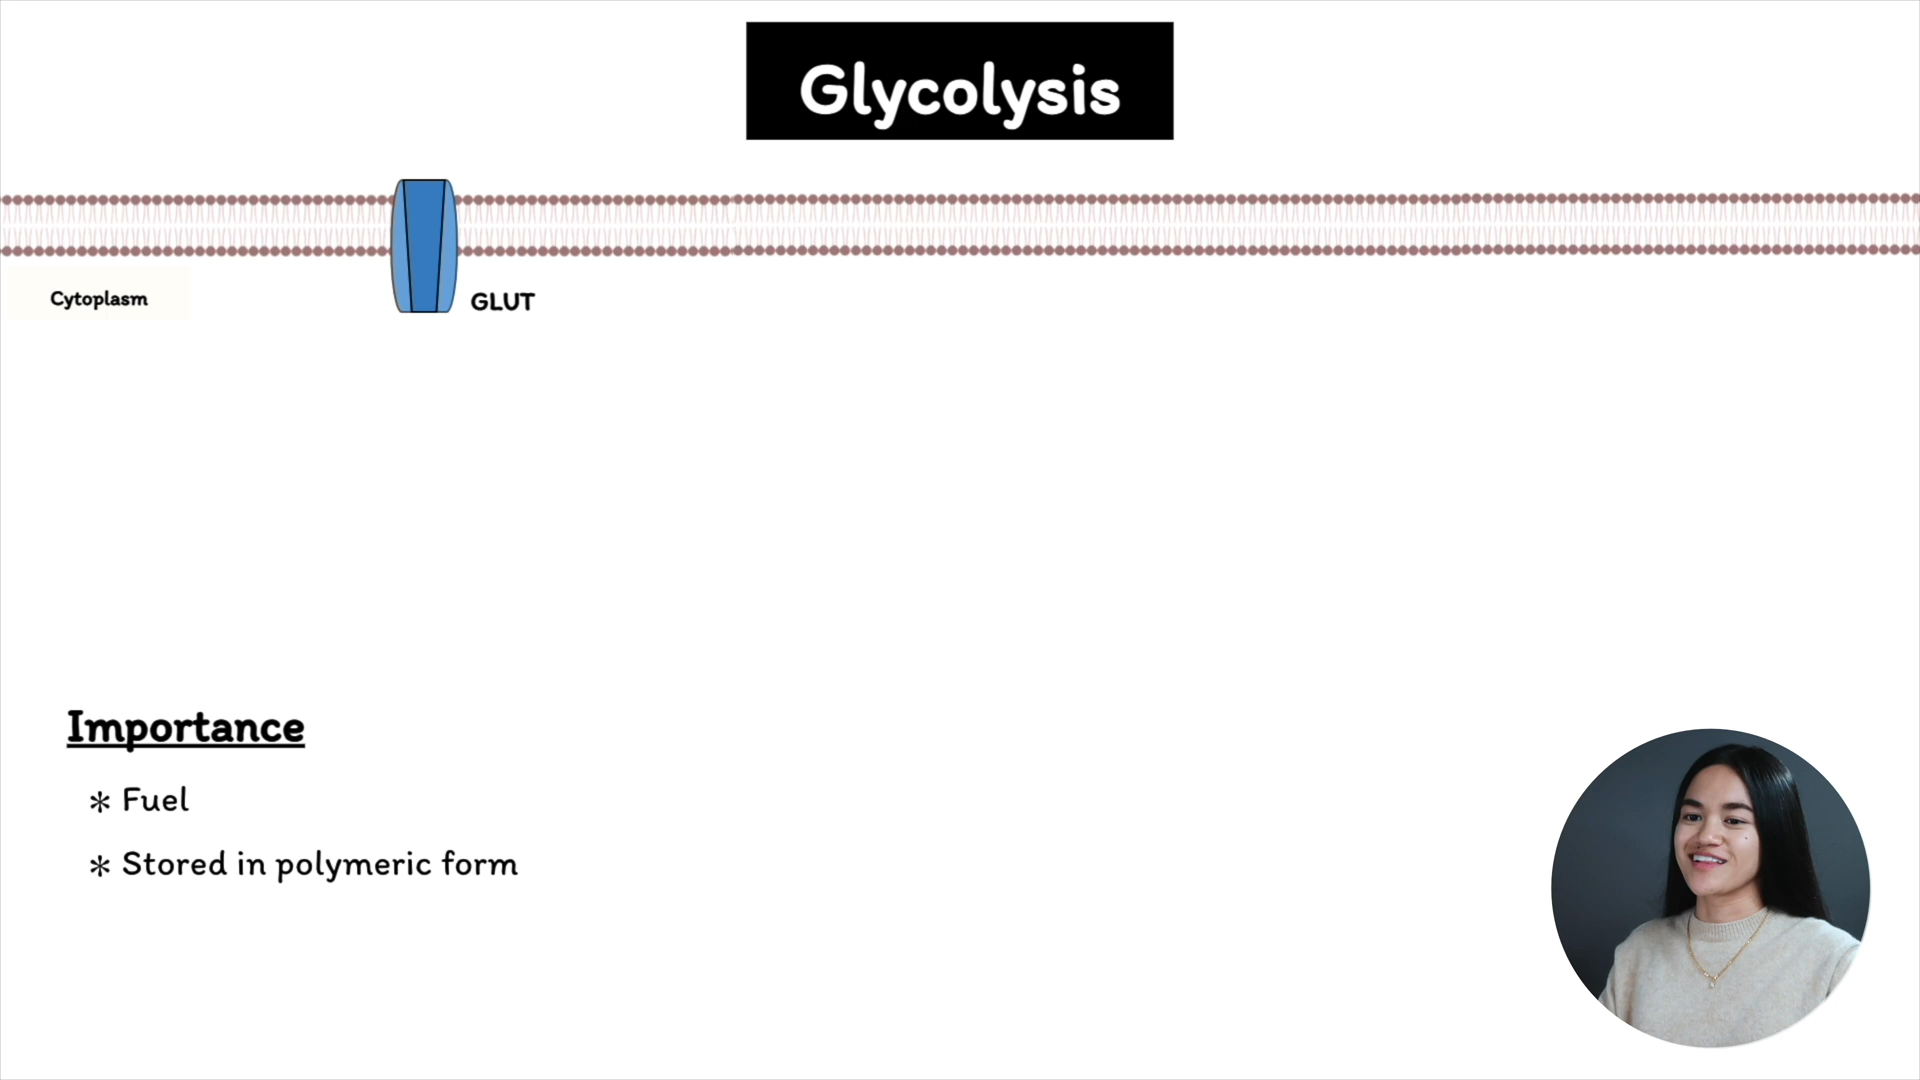 Glycolysis
Cytoplasm
GLUT
Importance
* Fuel
* Stored in polymeric form